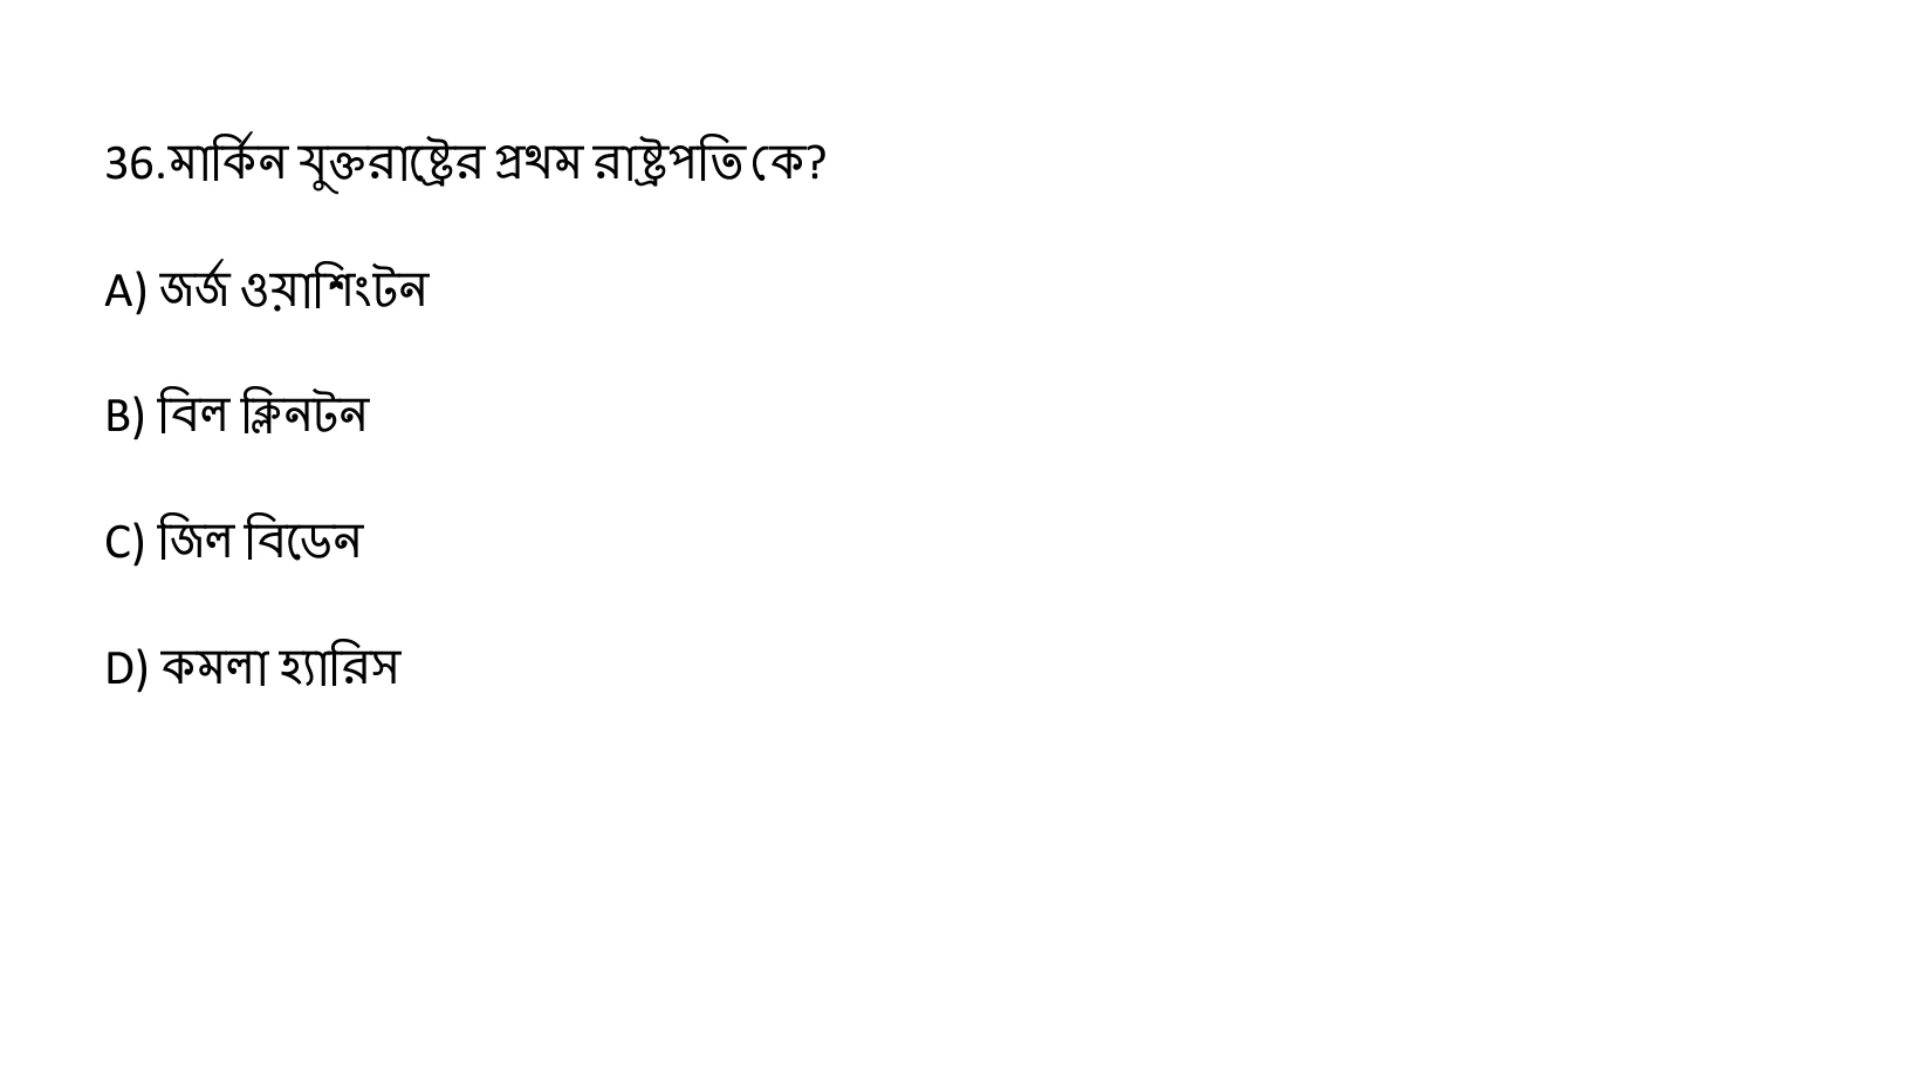 36.মার্কিন যুক্তরাষ্ট্রের প্রথম রাষ্ট্রপতি কে?
A) জর্জ ওয়াশিংটন
B) বিল ক্লিনটন
C) জিল বিডেন
D) কমলা হ্যারিস